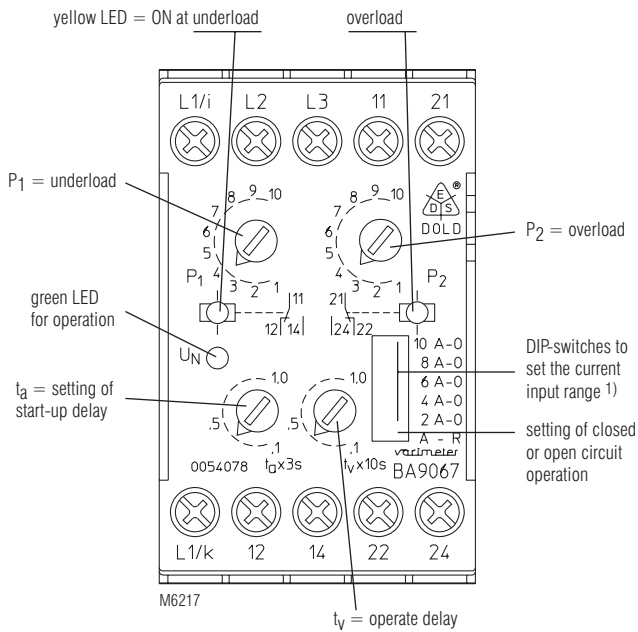 yellow LED = ON at underload
overload
L1/i L2 L3 11 21
P1 = underload
7 8 9 10
6
5
4
3 2 1
7 8 9 10
6
5
4
3 2 1
E
D S
®
DOLD
P2 = overload
P1
P2
11
12 14
21
24 22
green LED
for operation
UN
10 A-0
8 A-0
6 A-0
4 A-0
2 A-0
A - R
DIP-switches to
set the current
input range 1)
ta = setting of
start-up delay
1,0
,5
,1
1,0
,5
,1
setting of closed
or open circuit
operation
varimeter
0054078 tax3s tvx10s BA9067
L1/k 12 14 22 24
M6217
tv = operate delay